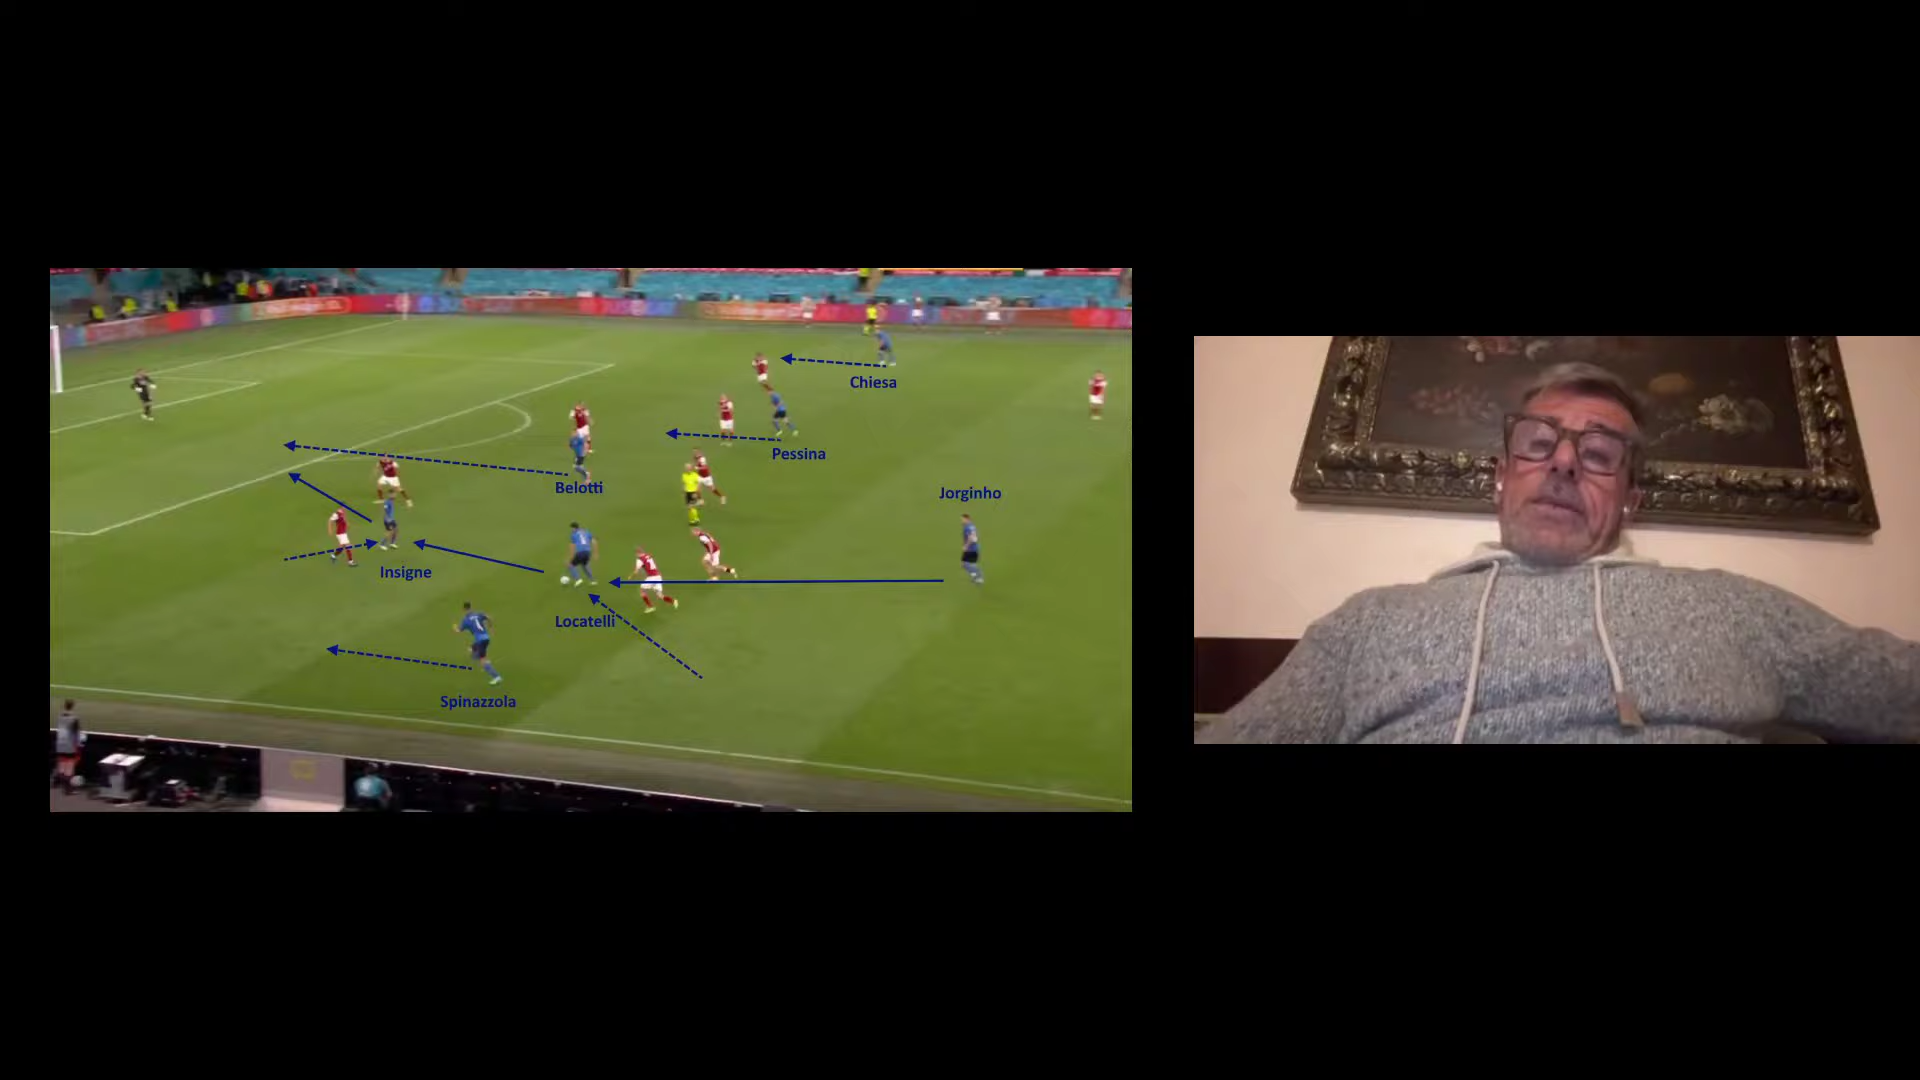 Chiesa
Pessina
Belotti
Jorginho
Insigne
Locatelli
Spinazzola